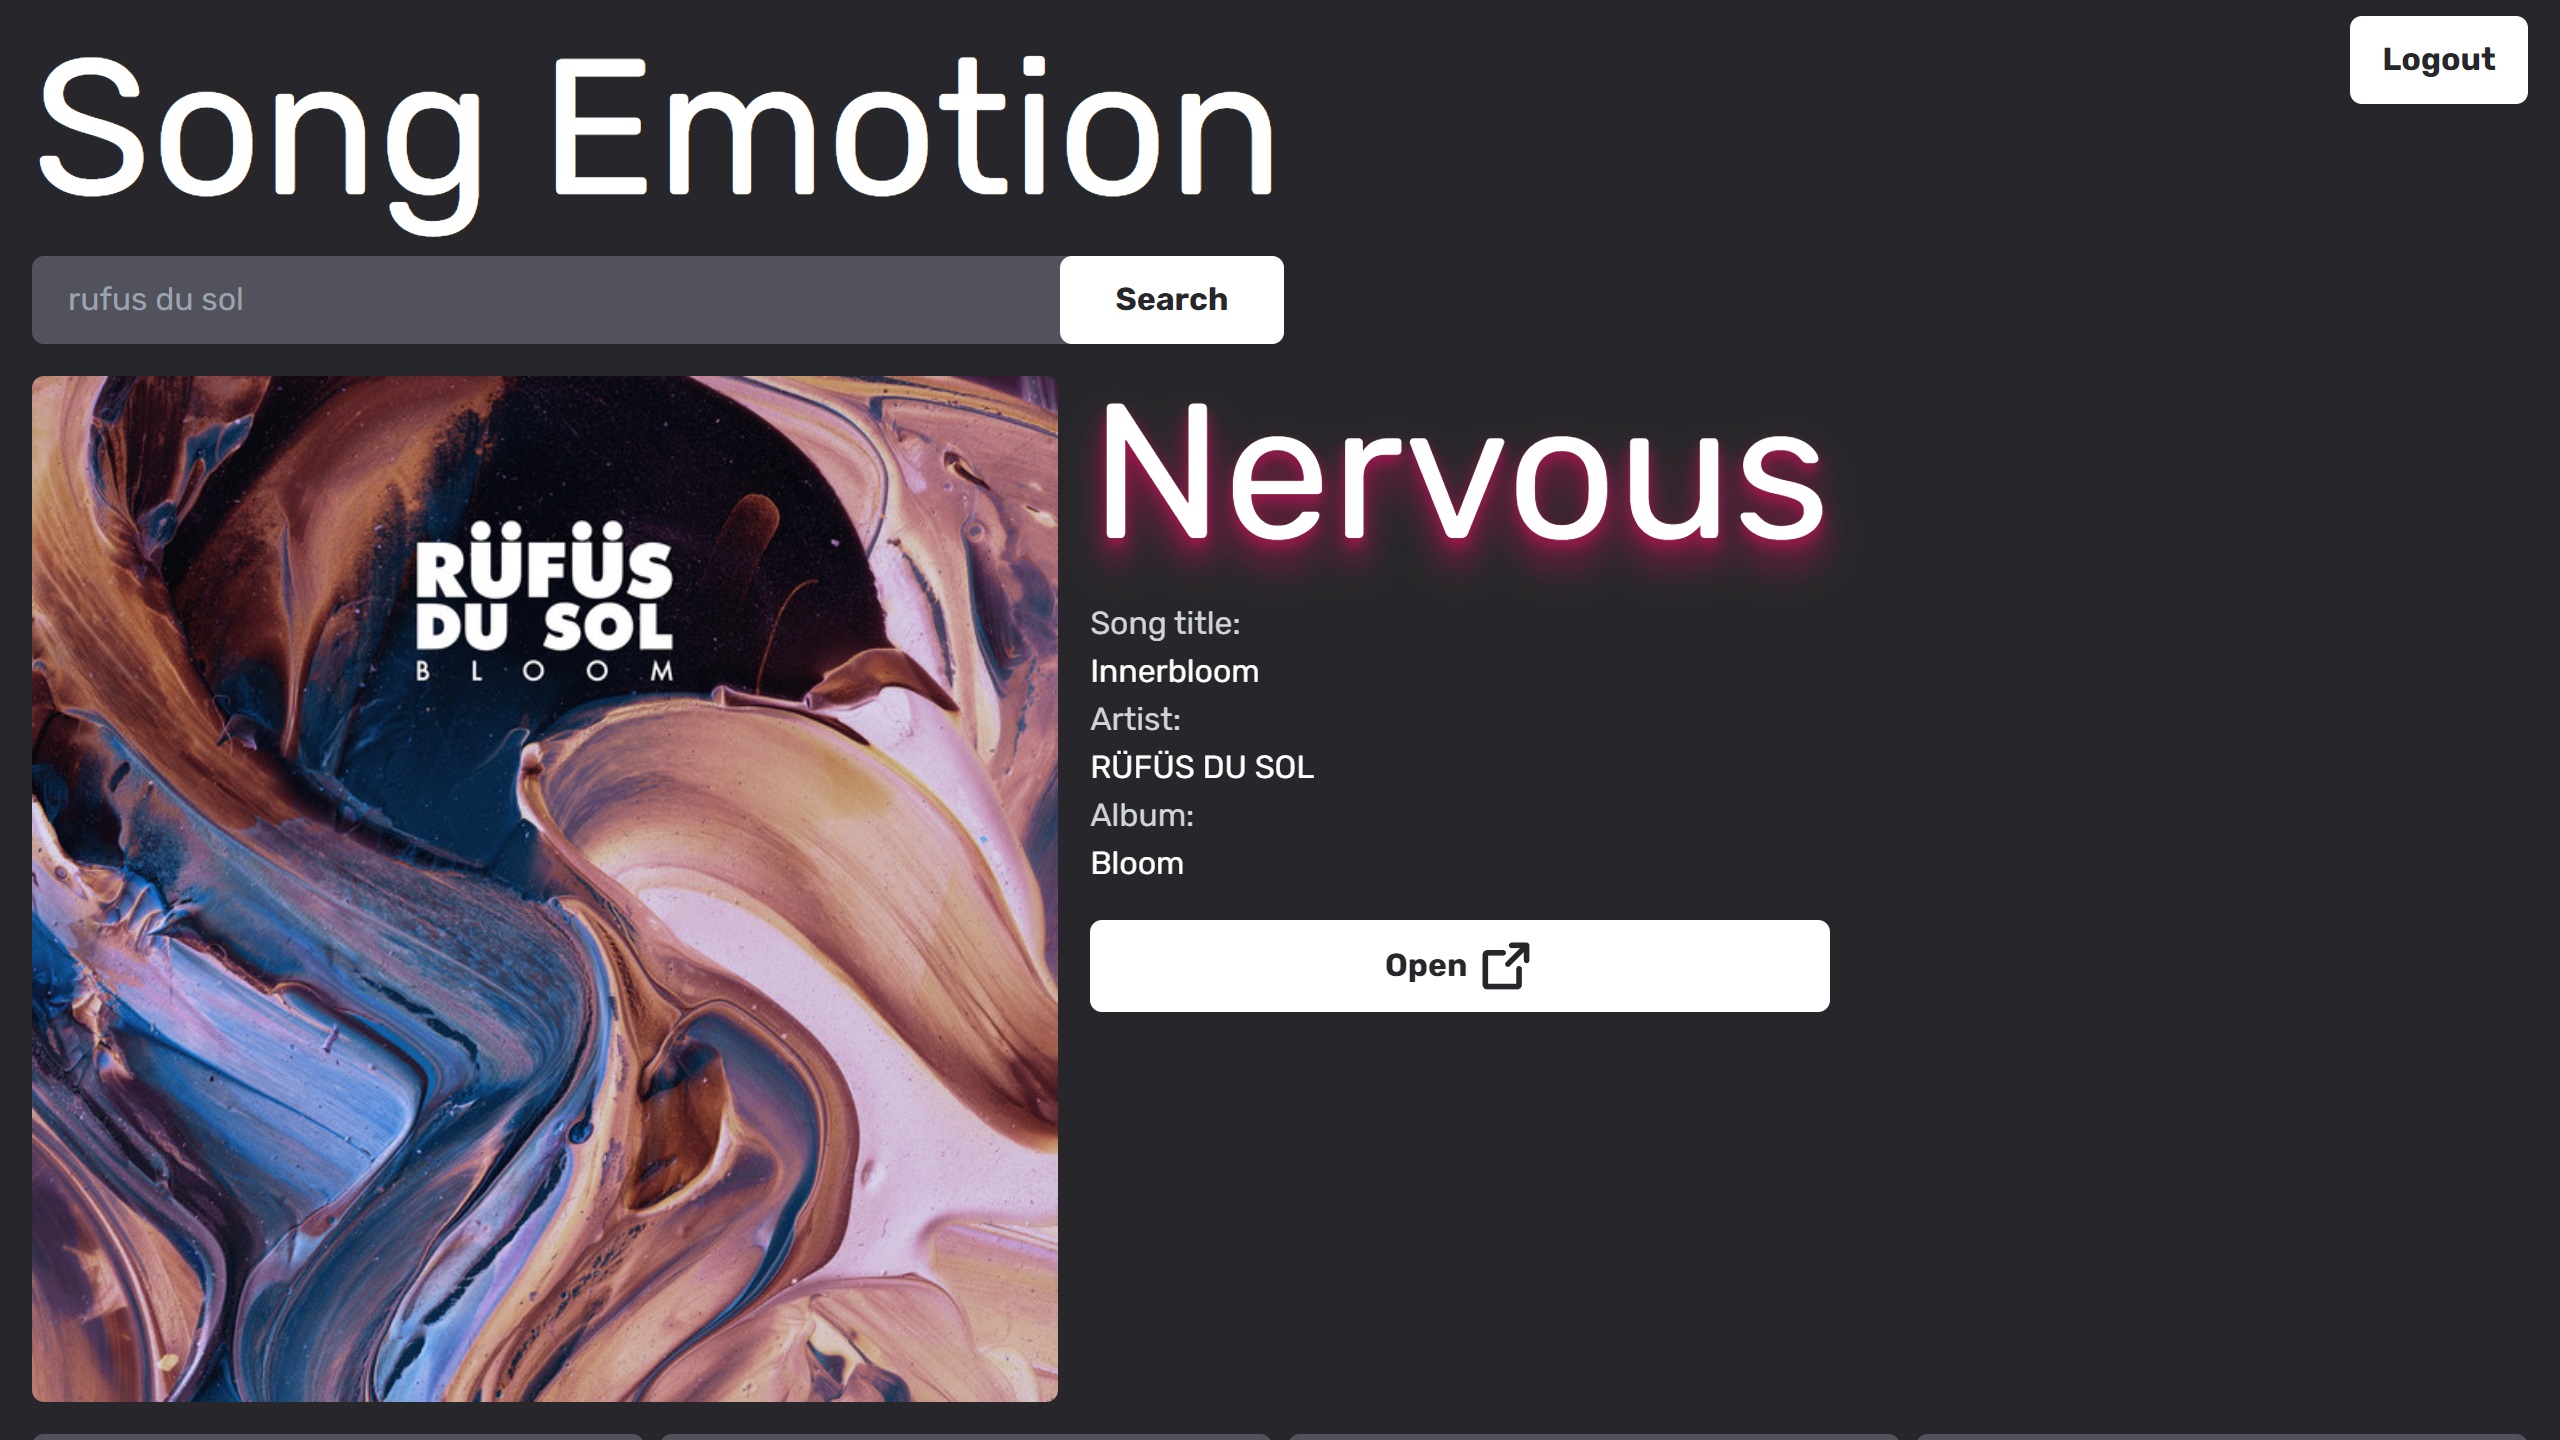 Song Emotion
Logout
rufus du sol
Search
RÜFÜS
DU SOL
BLOOM
Nervous
Song title:
Innerbloom
Artist:
RÜFÜS DU SOL
Album:
Bloom
Open